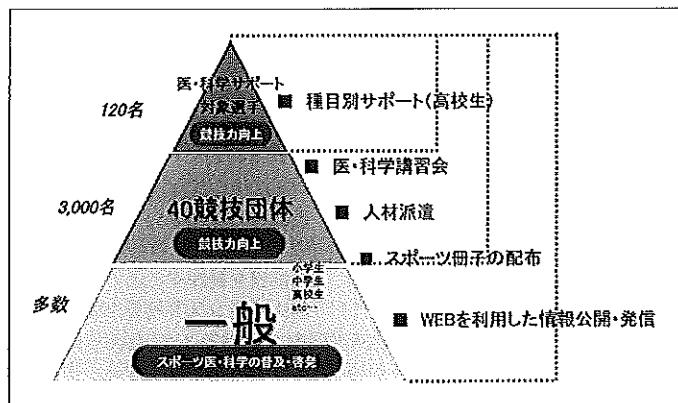 医・科学サポート
対象選手
競技力向上
120名
■ 種目別サポート(高校生)
■ 医・科学講習会
3,000名
40競技団体
競技力向上
■ 人材派遣
■ スポーツ冊子の配布
小学生
中学生
高校生
etc…
多数
一般
スポーツ医・科学の普及・啓発
■ WEBを利用した情報公開・発信